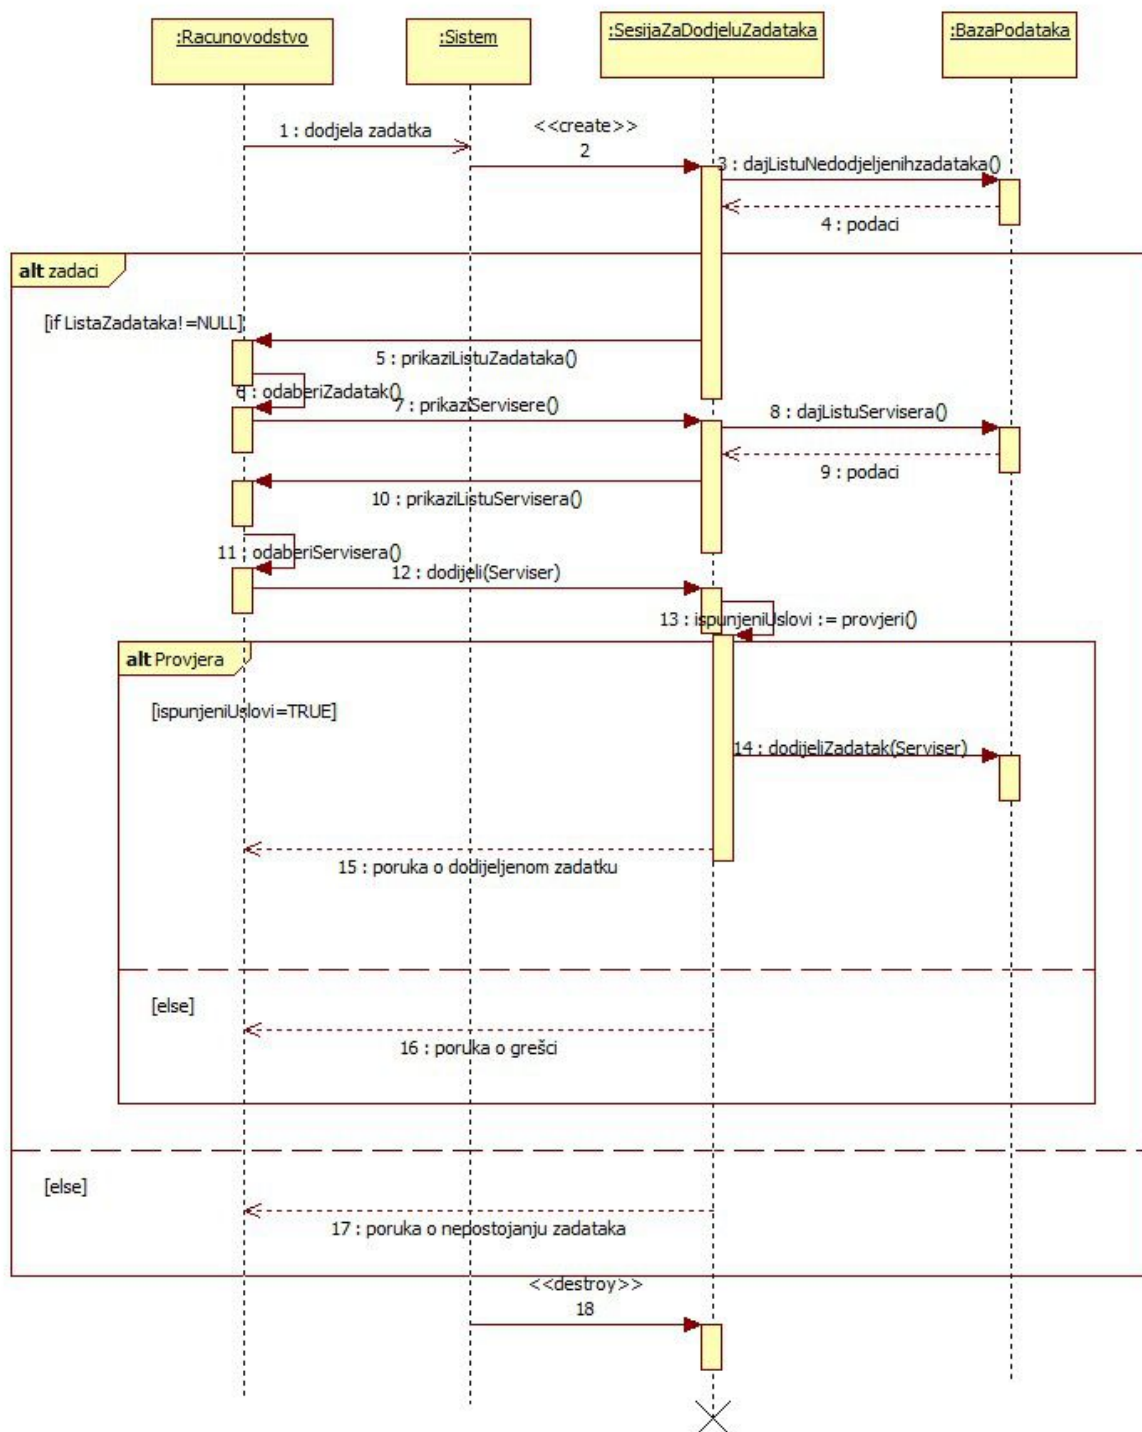 :Racunovodstvo
:Sistem
:SesijaZaDodjeluZadataka
:BazaPodataka
1 : dodjela zadatka
<<create>>
2
3 : dajListuNedodjeljenihzadataka()
4 : podaci
alt zadaci
[if ListaZadataka!=NULL]
5 : prikaziListuZadataka()
6 : odaberiZadatak()
7 : prikaziServisere()
8 : dajListuServisera()
9 : podaci
10 : prikaziListuServisera()
11 : odaberiServisera()
12 : dodijeli(Serviser)
13 : ispunjeniUslovi := provjeri()
alt Provjera
[ispunjeniUslovi=TRUE]
14 : dodijeliZadatak(Serviser)
15 : poruka o dodijeljenom zadatku
[else]
16 : poruka o grešci
[else]
17 : poruka o nepostojanju zadataka
<<destroy>>
18